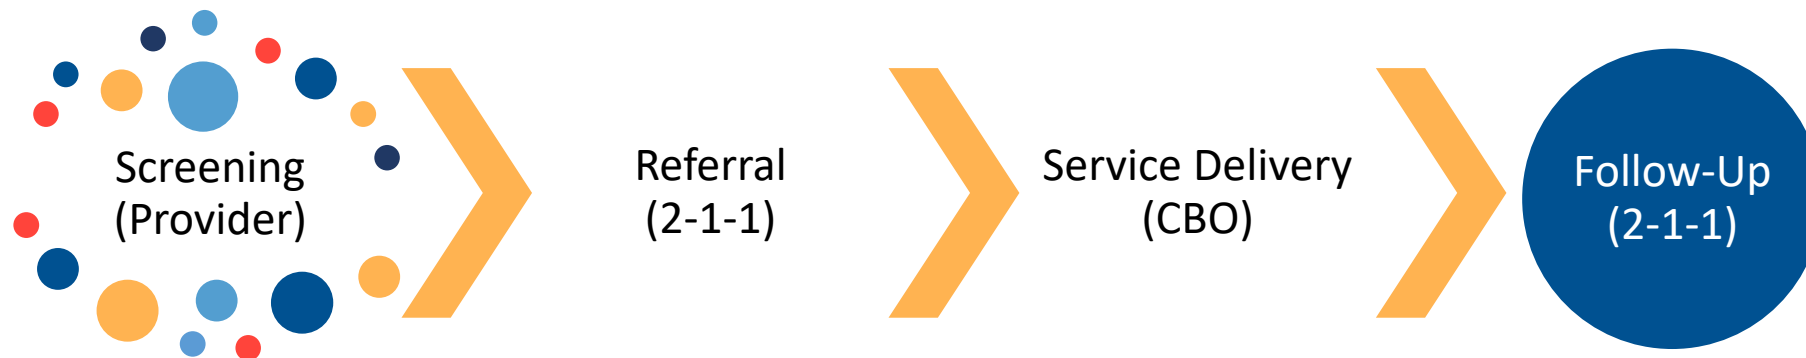 Screening
(Provider)
Referral
(2-1-1)
Service Delivery
(CBO)
Follow-Up
(2-1-1)